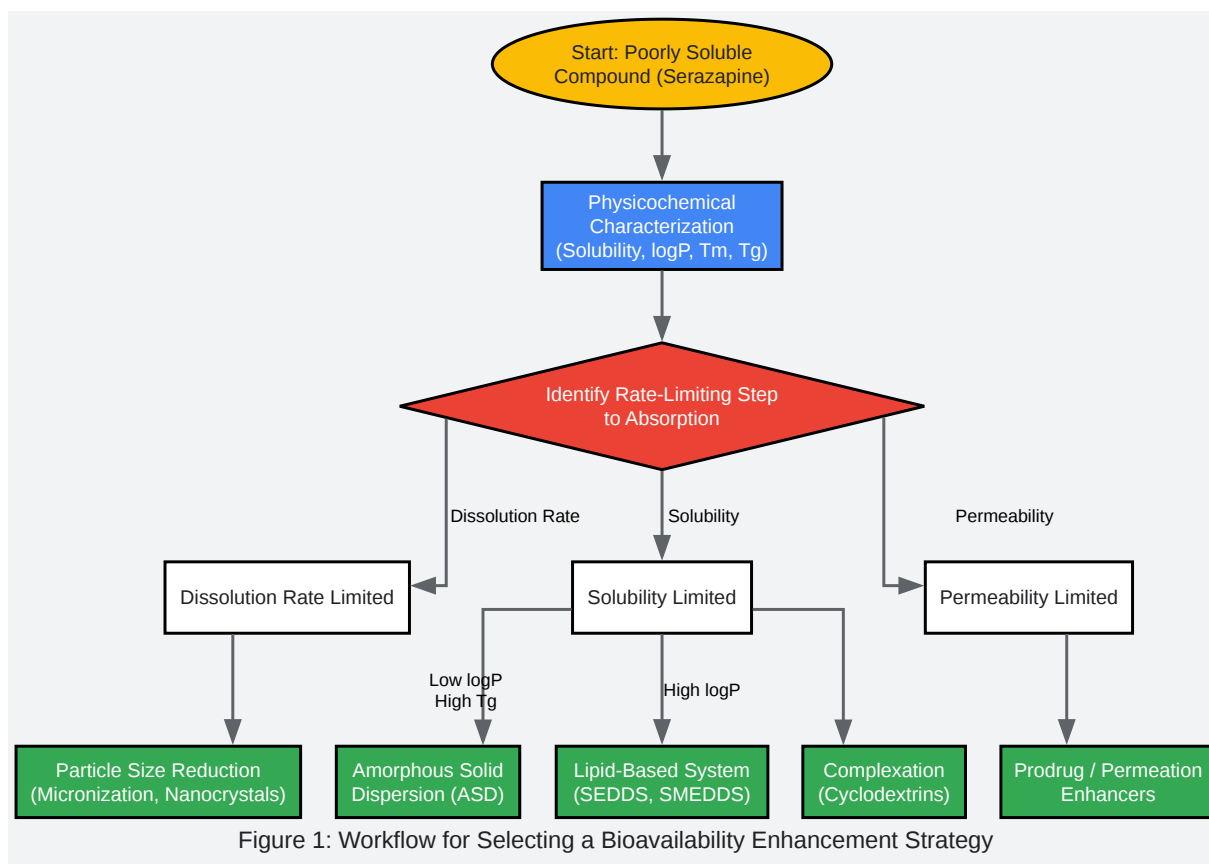 Start: Poorly Soluble
Compound (Serazapine)
Physicochemical
Characterization
(Solubility, logP, Tm, Tg)
Identify Rate-Limiting Step
to Absorption
Dissolution Rate
Solubility
Permeability
Dissolution Rate Limited
Solubility Limited
Permeability Limited
Low logP
High Tg
High logP
Particle Size Reduction
(Micronization, Nanocrystals)
Amorphous Solid
Dispersion (ASD)
Lipid-Based System
(SEDDS, SMEDDS)
Complexation
(Cyclodextrins)
Prodrug / Permeation
Enhancers
Figure 1: Workflow for Selecting a Bioavailability Enhancement Strategy